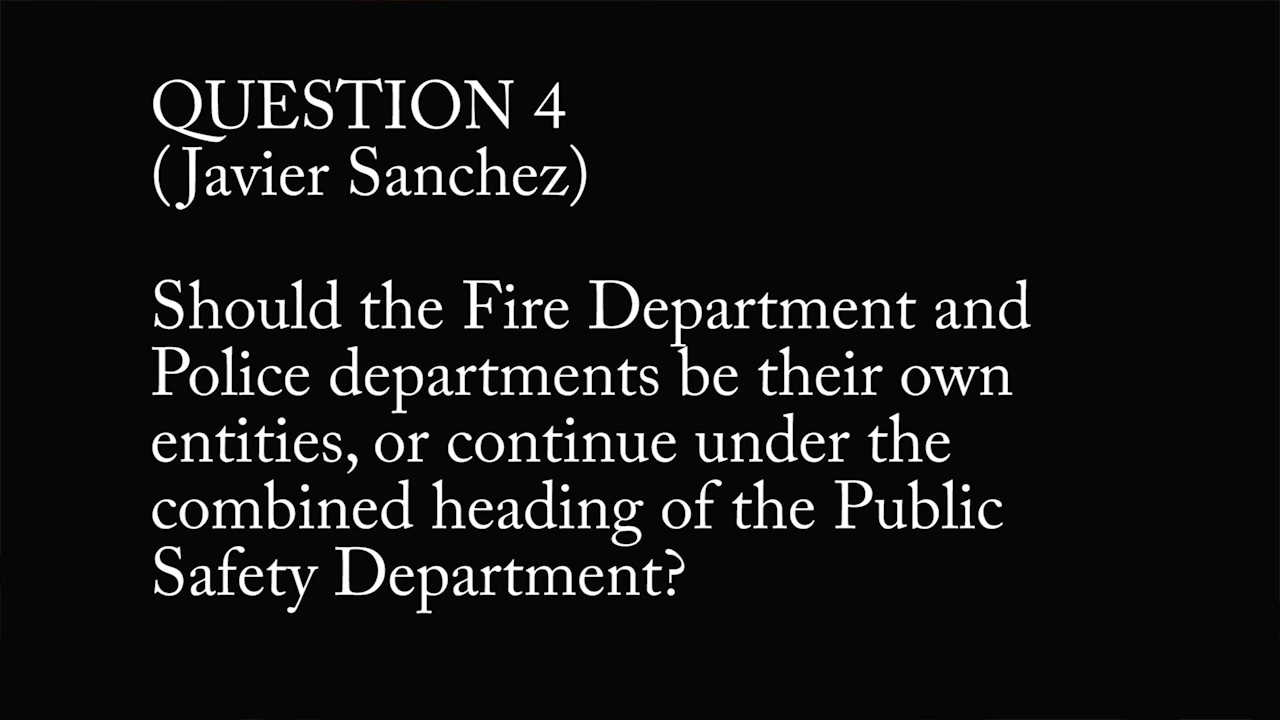 QUESTION 4
(Javier Sanchez)
Should the Fire Department and
Police departments be their own
entities, or continue under the
combined heading of the Public
Safety Department?